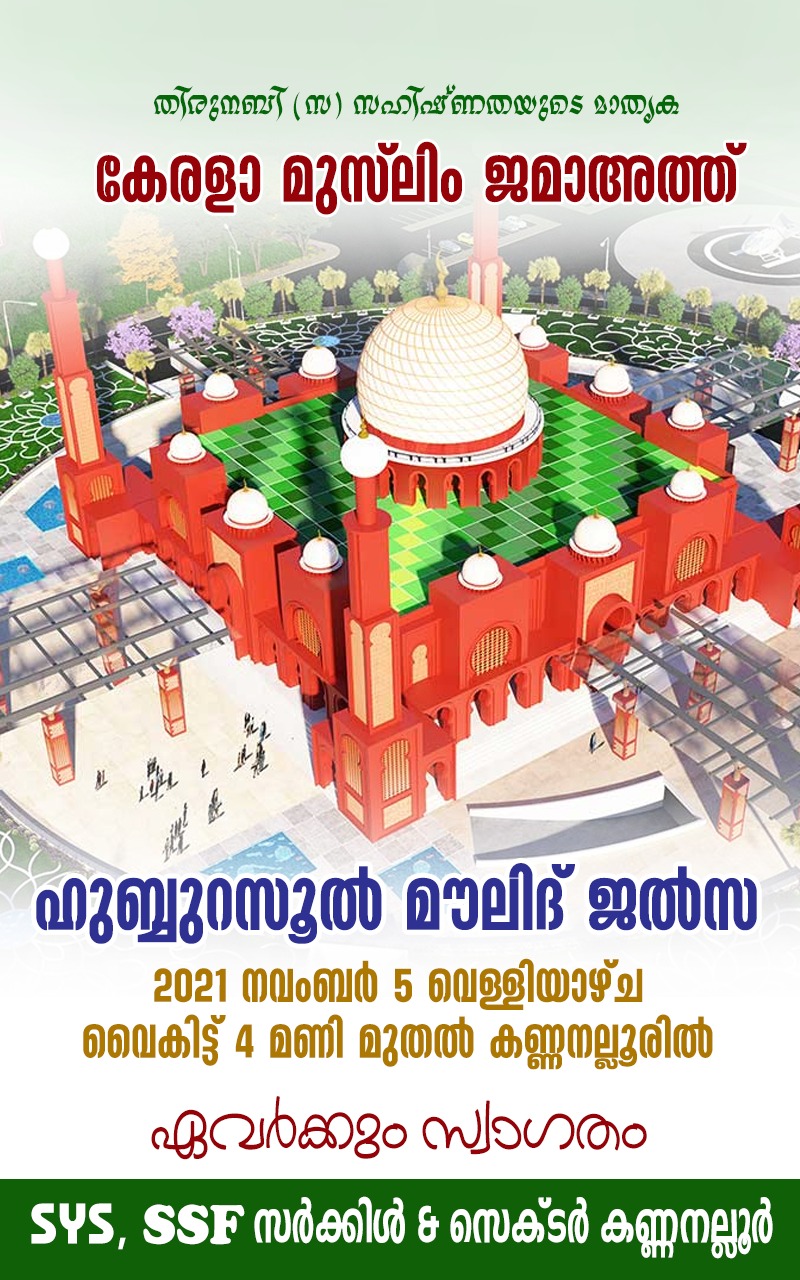 തിരുനബി (സ) സഹിഷ്ണതയുടെ മാതൃക
കേരളാ മുസ്‌ലിം ജമാഅത്ത്
ഹുബ്ബുറസൂൽ മൗലിദ് ജൽസ
2021 നവംബർ 5 വെള്ളിയാഴ്ച
വൈകിട്ട് 4 മണി മുതൽ കണ്ണനല്ലൂരിൽ
ഏവർക്കും സ്വാഗതം
SYS, SSF സർക്കിൾ & സെക്ടർ കണ്ണനല്ലൂർ